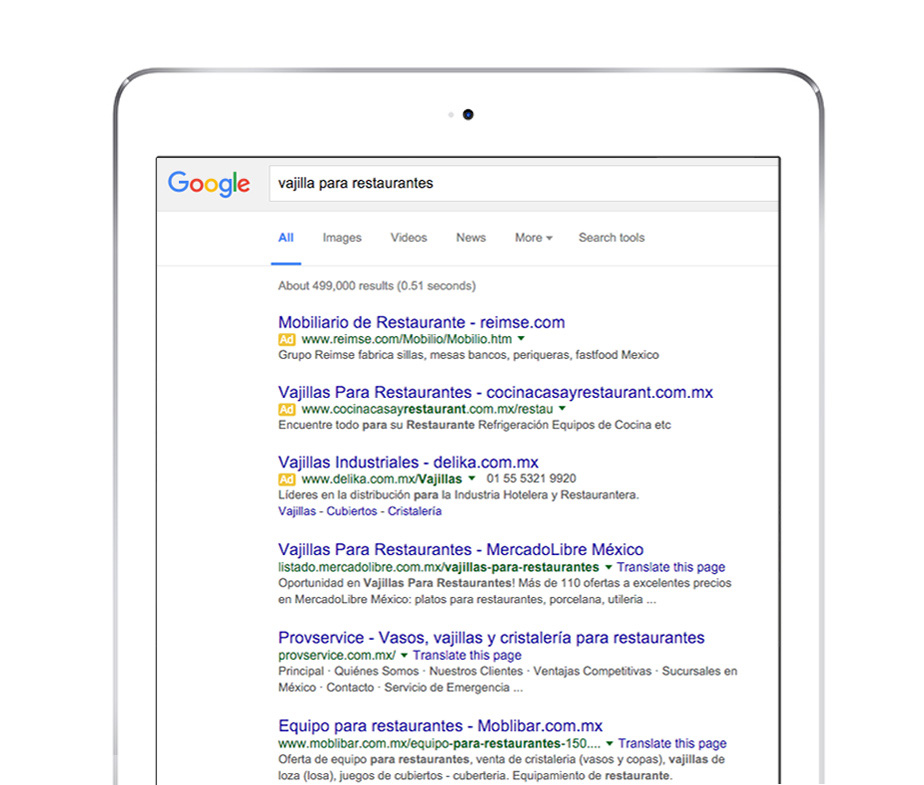 Google
vajilla para restaurantes
All Images Videos News More Search tools
About 499,000 results (0.51 seconds)
Mobiliario de Restaurante - reimse.com
Ad www.reimse.com/Mobilio/Mobilio.htm
Grupo Reimse fabrica sillas, mesas bancos, periqueras, fastfood Mexico
Vajillas Para Restaurantes - cocinacasayrestaurant.com.mx
Ad www.cocinacasayrestaurant.com.mx/restau
Encuentre todo para su Restaurante Refrigeración Equipos de Cocina etc
Vajillas Industriales - delika.com.mx
Ad www.delika.com.mx/Vajillas 01 55 5321 9920
Líderes en la distribución para la Industria Hotelera y Restaurantera.
Vajillas - Cubiertos - Cristalería
Vajillas Para Restaurantes - MercadoLibre México
listado.mercadolibre.com.mx/vajillas-para-restaurantes Translate this page
Oportunidad en Vajillas Para Restaurantes! Más de 110 ofertas a excelentes precios
en MercadoLibre México: platos para restaurantes, porcelana, utileria ...
Provservice - Vasos, vajillas y cristalería para restaurantes
provservice.com.mx/ Translate this page
Principal · Quiénes Somos · Nuestros Clientes · Ventajas Competitivas · Sucursales en
México · Contacto · Servicio de Emergencia ...
Equipo para restaurantes - Moblibar.com.mx
www.moblibar.com.mx/equipo-para-restaurantes-150.... Translate this page
Oferta de equipo para restaurantes, venta de cristaleria (vasos y copas), vajillas de
loza (losa), juegos de cubiertos - cuberteria. Equipamiento de restaurante.